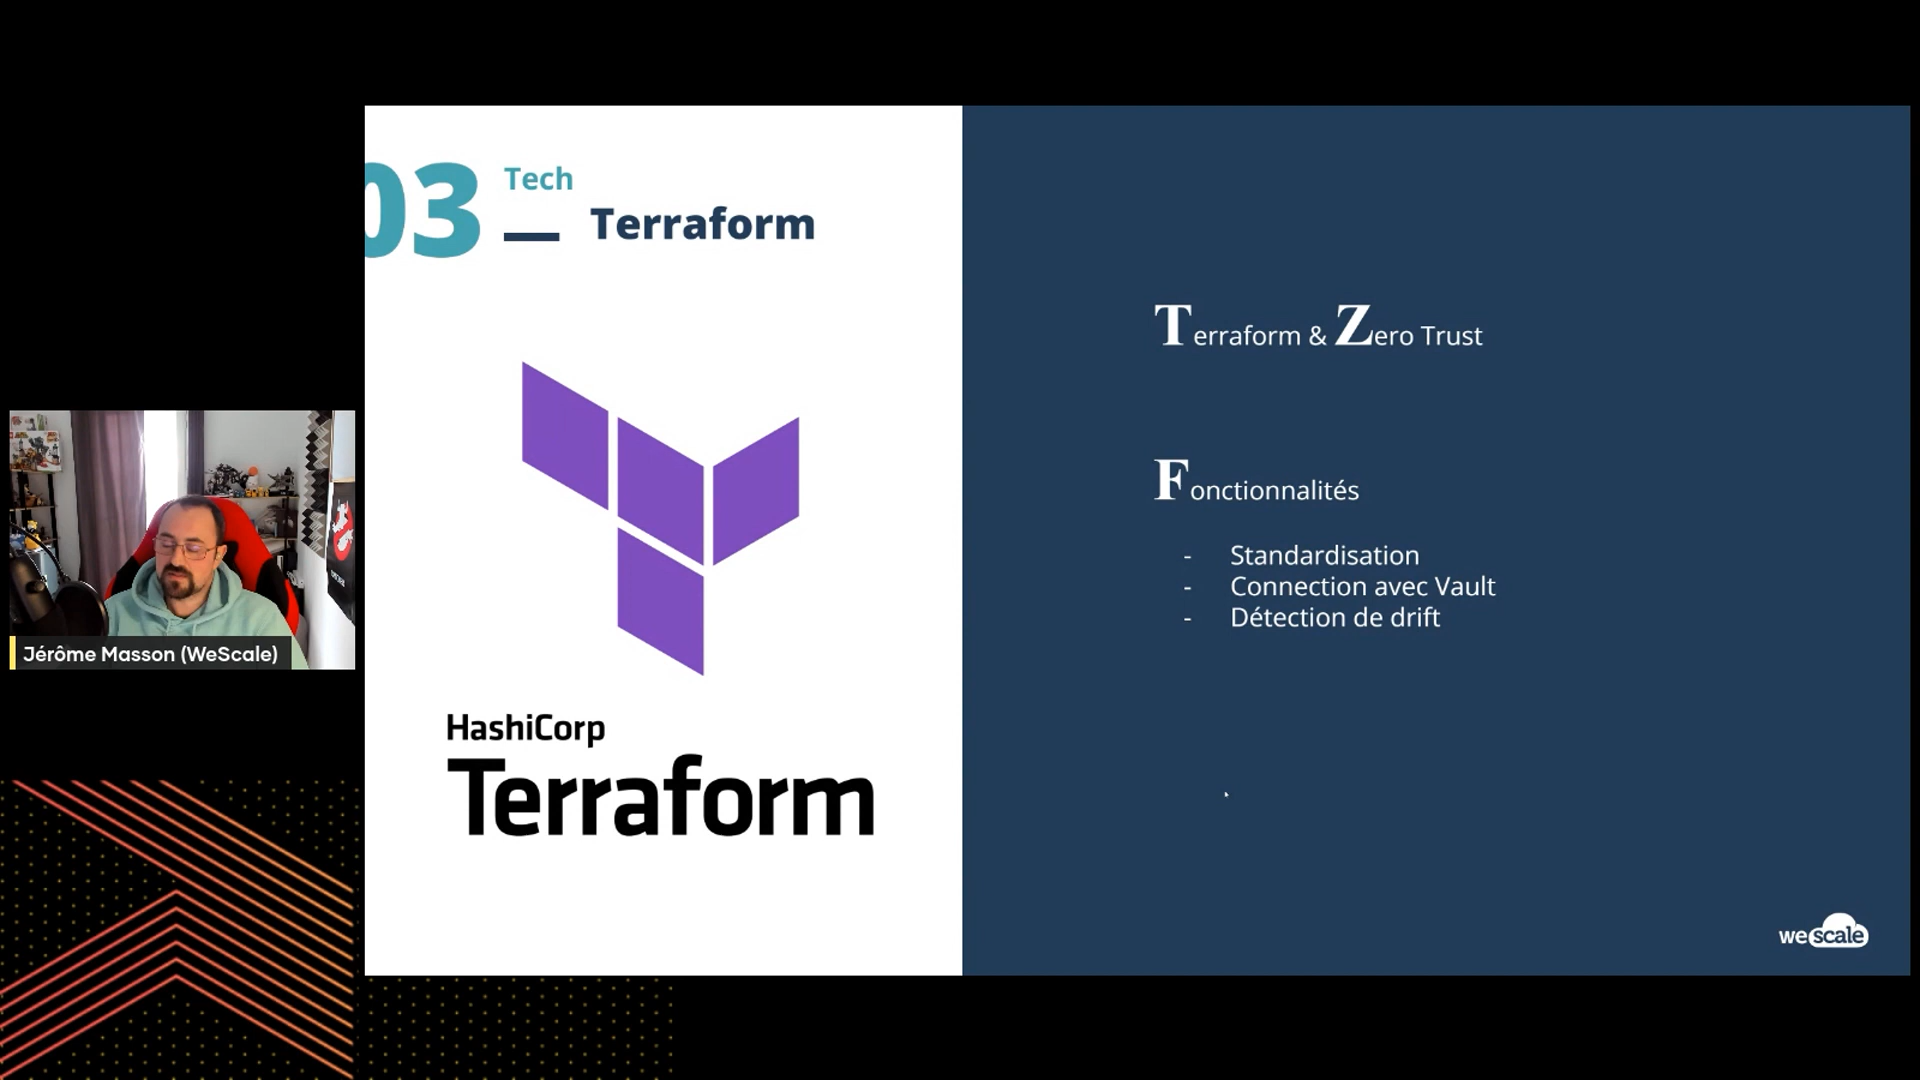 03
Tech
Terraform
HashiCorp
Terraform
Terraform & Zero Trust
Fonctionnalités
- Standardisation
- Connection avec Vault
- Détection de drift
wescale
Jérôme Masson (WeScale)